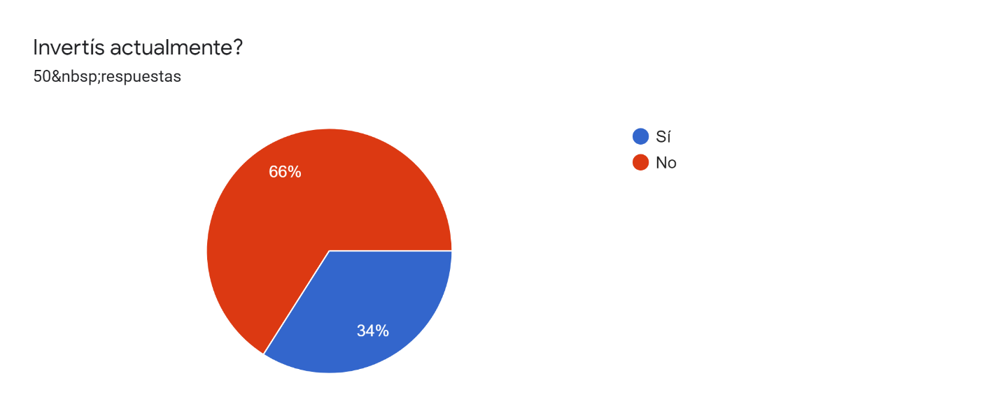 Invertís actualmente?
50&nbsp;respuestas
Sí
No
66%
34%